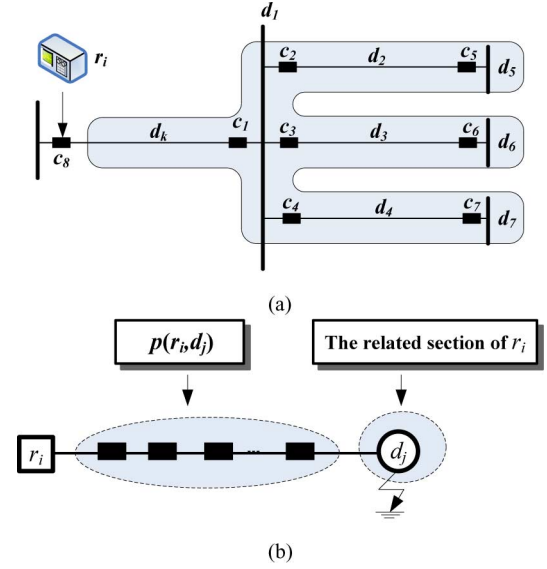 d₁
rᵢ
c₂ d₂ c₅ d₅
dₖ c₁ c₃ d₃ c₆ d₆
c₈
c₄ d₄ c₇ d₇
(a)
p(rᵢ,dⱼ) The related section of rᵢ
rᵢ ... dⱼ
(b)